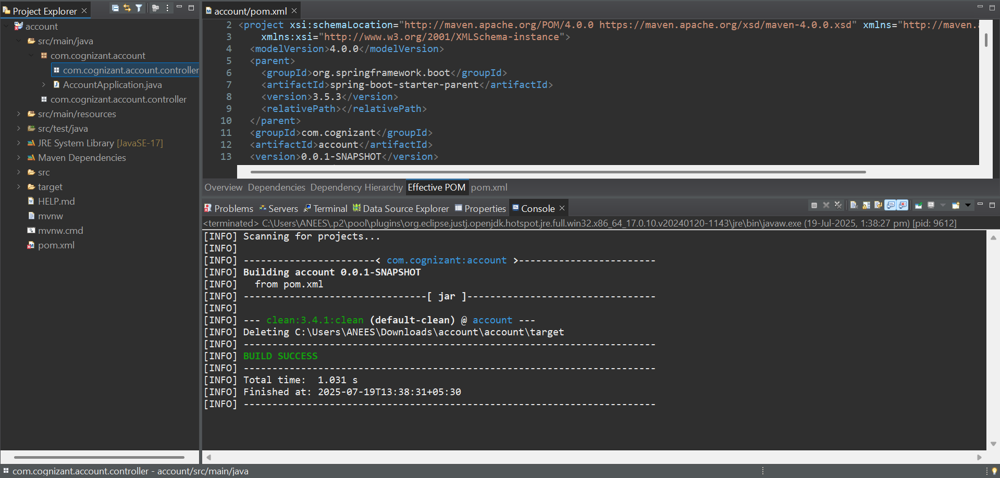 Project Explorer
account
src/main/java
com.cognizant.account
com.cognizant.account.controller
AccountApplication.java
com.cognizant.account.controller
src/main/resources
src/test/java
JRE System Library [JavaSE-17]
Maven Dependencies
src
target
HELP.md
mvnw
mvnw.cmd
pom.xml
account/pom.xml
2 <project xsi:schemaLocation="http://maven.apache.org/POM/4.0.0 https://maven.apache.org/xsd/maven-4.0.0.xsd" xmlns="http://maven.a
3 xmlns:xsi="http://www.w3.org/2001/XMLSchema-instance">
4 <modelVersion>4.0.0</modelVersion>
5 <parent>
6 <groupId>org.springframework.boot</groupId>
7 <artifactId>spring-boot-starter-parent</artifactId>
8 <version>3.5.3</version>
9 <relativePath></relativePath>
10 </parent>
11 <groupId>com.cognizant</groupId>
12 <artifactId>account</artifactId>
13 <version>0.0.1-SNAPSHOT</version>
Overview Dependencies Dependency Hierarchy Effective POM pom.xml
Problems Servers Terminal Data Source Explorer Properties Console
<terminated> C:\Users\ANEES\.p2\pool\plugins\org.eclipse.justj.openjdk.hotspot.jre.full.win32.x86_64_17.0.10.v20240120-1143\jre\bin\javaw.exe (19-Jul-2025, 1:38:27 pm) [pid: 9612]
[INFO] Scanning for projects...
[INFO]
[INFO] -----------------------< com.cognizant:account >------------------------
[INFO] Building account 0.0.1-SNAPSHOT
[INFO]   from pom.xml
[INFO] --------------------------------[ jar ]---------------------------------
[INFO]
[INFO] --- clean:3.4.1:clean (default-clean) @ account ---
[INFO] Deleting C:\Users\ANEES\Downloads\account\account\target
[INFO] ------------------------------------------------------------------------
[INFO] BUILD SUCCESS
[INFO] ------------------------------------------------------------------------
[INFO] Total time:  1.031 s
[INFO] Finished at: 2025-07-19T13:38:31+05:30
[INFO] ------------------------------------------------------------------------
com.cognizant.account.controller - account/src/main/java